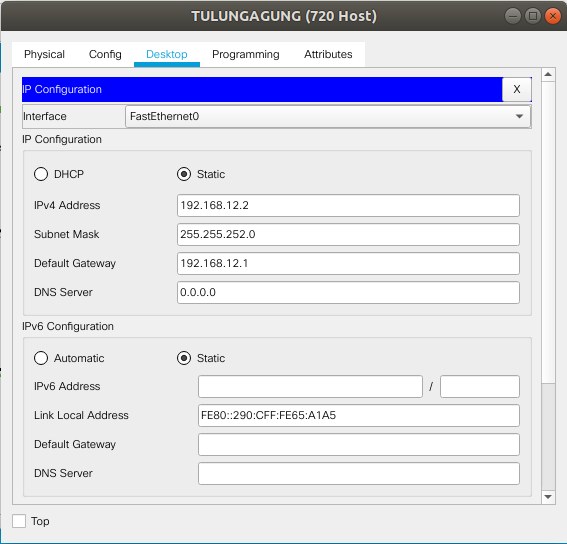 TULUNGAGUNG (720 Host)
Physical Config Desktop Programming Attributes
IP Configuration X
Interface FastEthernet0
IP Configuration
DHCP Static
IPv4 Address 192.168.12.2
Subnet Mask 255.255.252.0
Default Gateway 192.168.12.1
DNS Server 0.0.0.0
IPv6 Configuration
Automatic Static
IPv6 Address /
Link Local Address FE80::290:CFF:FE65:A1A5
Default Gateway
DNS Server
Top